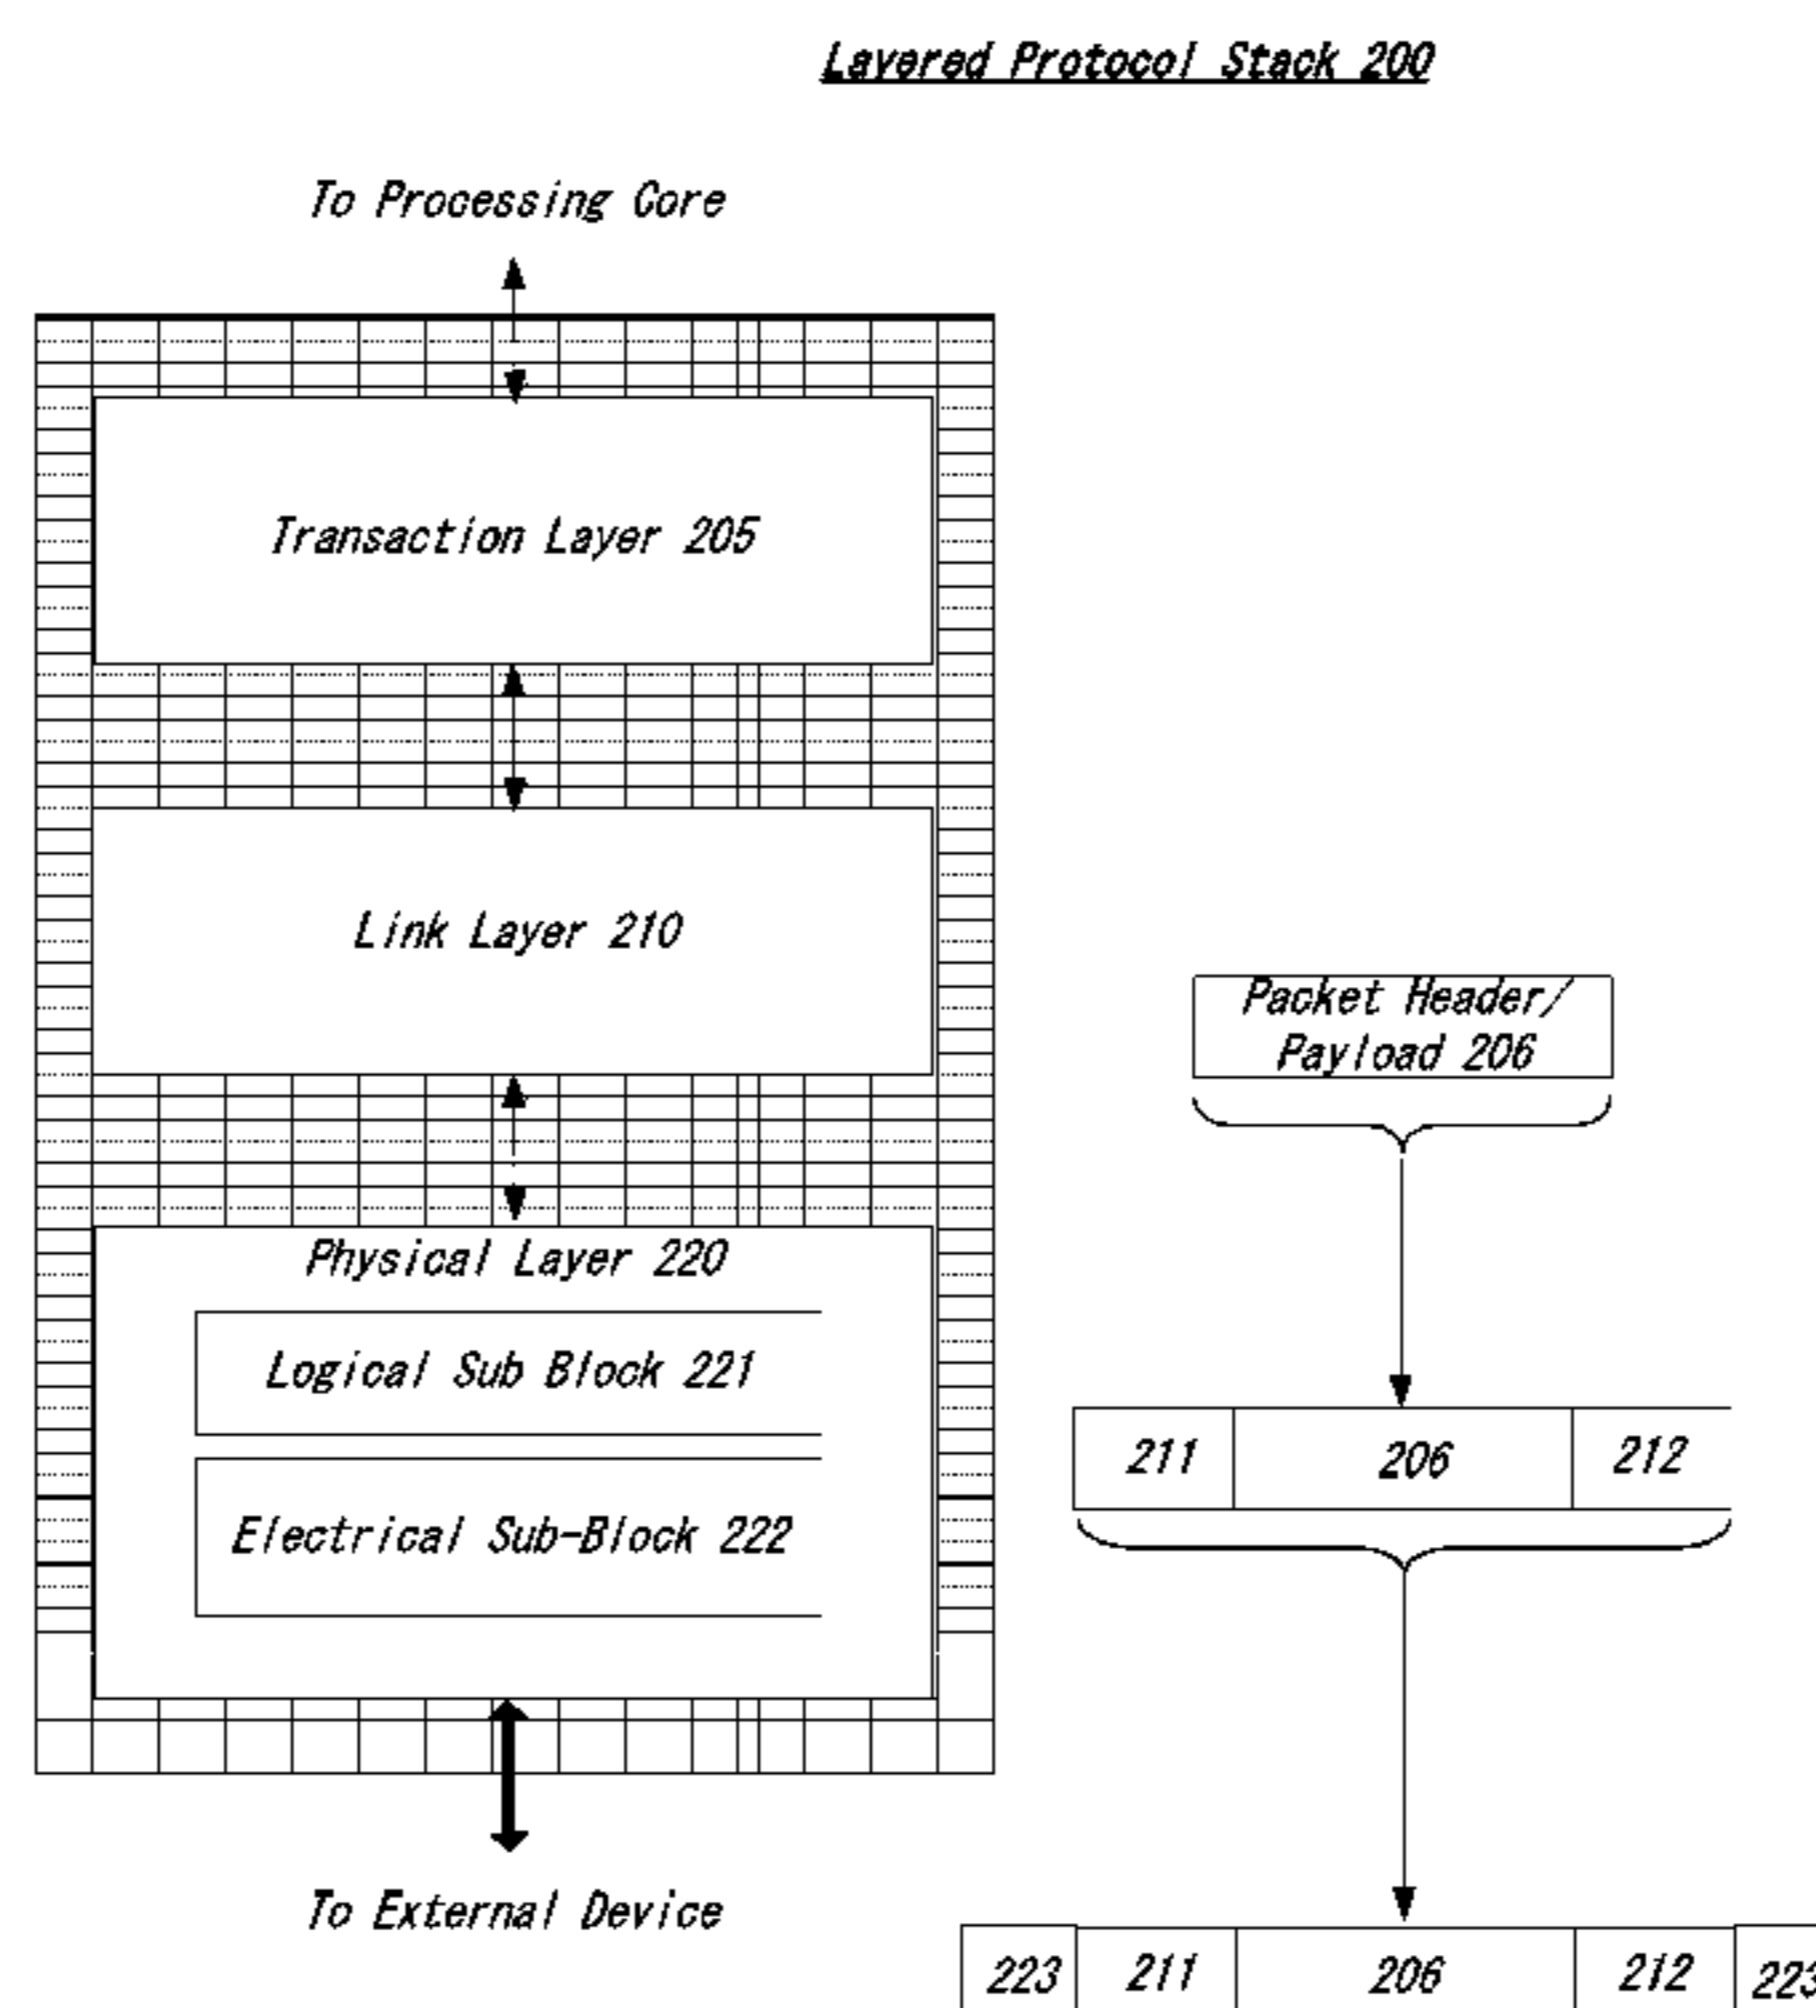 Layered Protocol Stack 200
To Processing Core
Transaction Layer 205
Link Layer 210
Packet Header/
Payload 206
Physical Layer 220
Logical Sub Block 221
Electrical Sub-Block 222
211 206 212
To External Device
223 211 206 212 223